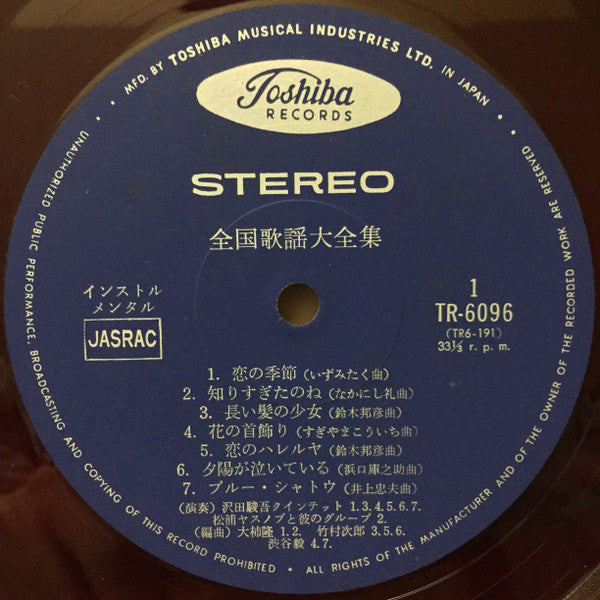 • MFD. BY TOSHIBA MUSICAL INDUSTRIES LTD. IN JAPAN •
Toshiba
RECORDS
STEREO
全国歌謡大全集
インストル
メンタル
JASRAC
1
TR-6096
(TR6-191)
33⅓ r. p. m.
1. 恋の季節 (いずみたく曲)
2. 知りすぎたのね (なかにし礼曲)
3. 長い髪の少女 (鈴木邦彦曲)
4. 花の首飾り (すぎやまこういち曲)
5. 恋のハレルヤ (鈴木邦彦曲)
6. 夕陽が泣いている (浜口庫之助曲)
7. ブルー・シャトウ (井上忠夫曲)
(演奏) 沢田駿吾クインテット 1.3.4.5.6.7.
松浦ヤスノブと彼のグループ 2.
(編曲) 大柿隆 1.2. 竹村次郎 3.5.6.
渋谷毅 4.7.
UNAUTHORIZED PUBLIC PERFORMANCE, BROADCASTING AND COPYING OF THIS RECORD PROHIBITED • ALL RIGHTS OF THE MANUFACTURER AND OF THE OWNER OF THE RECORDED WORK ARE RESERVED